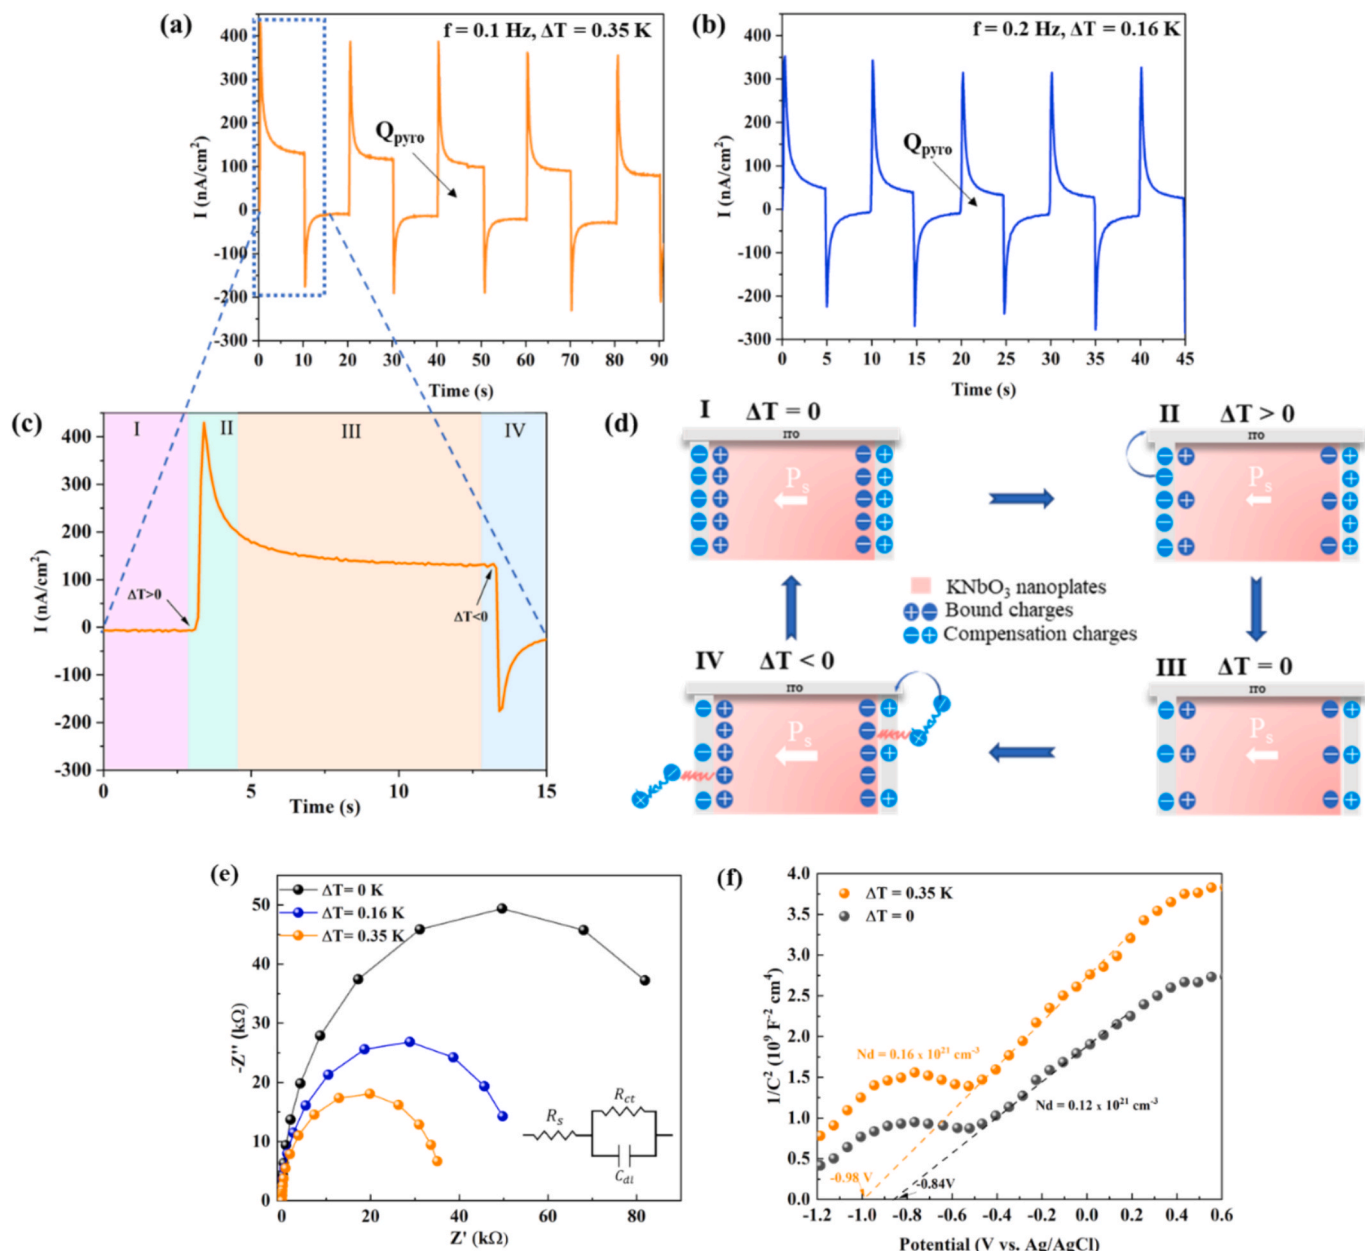 (a)
f = 0.1 Hz, ΔT = 0.35 K
400
300
200
100
0
-100
-200
-300
I (nA/cm²)
Qpyro
0 10 20 30 40 50 60 70 80 90
Time (s)
(b)
f = 0.2 Hz, ΔT = 0.16 K
400
300
200
100
0
-100
-200
-300
I (nA/cm²)
Qpyro
0 5 10 15 20 25 30 35 40 45
Time (s)
(c)
I II III IV
400
300
200
100
0
-100
-200
-300
I (nA/cm²)
ΔT>0
ΔT<0
0 5 10 15
Time (s)
(d)
I ΔT = 0
ITO
Ps
II ΔT > 0
ITO
Ps
KNbO₃ nanoplates
Bound charges
Compensation charges
IV ΔT < 0
ITO
Ps
III ΔT = 0
ITO
Ps
(e)
ΔT= 0 K
ΔT= 0.16 K
ΔT= 0.35 K
50
40
30
20
10
0
-Z'' (kΩ)
Rs
Rct
Cdl
0 20 40 60 80
Z' (kΩ)
(f)
ΔT = 0.35 K
ΔT = 0
4.0
3.5
3.0
2.5
2.0
1.5
1.0
0.5
0.0
1/C² (10⁹ F⁻² cm⁴)
Nd = 0.16 x 10²¹ cm⁻³
Nd = 0.12 x 10²¹ cm⁻³
-0.98 V
-0.84V
-1.2 -1.0 -0.8 -0.6 -0.4 -0.2 0.0 0.2 0.4 0.6
Potential (V vs. Ag/AgCl)